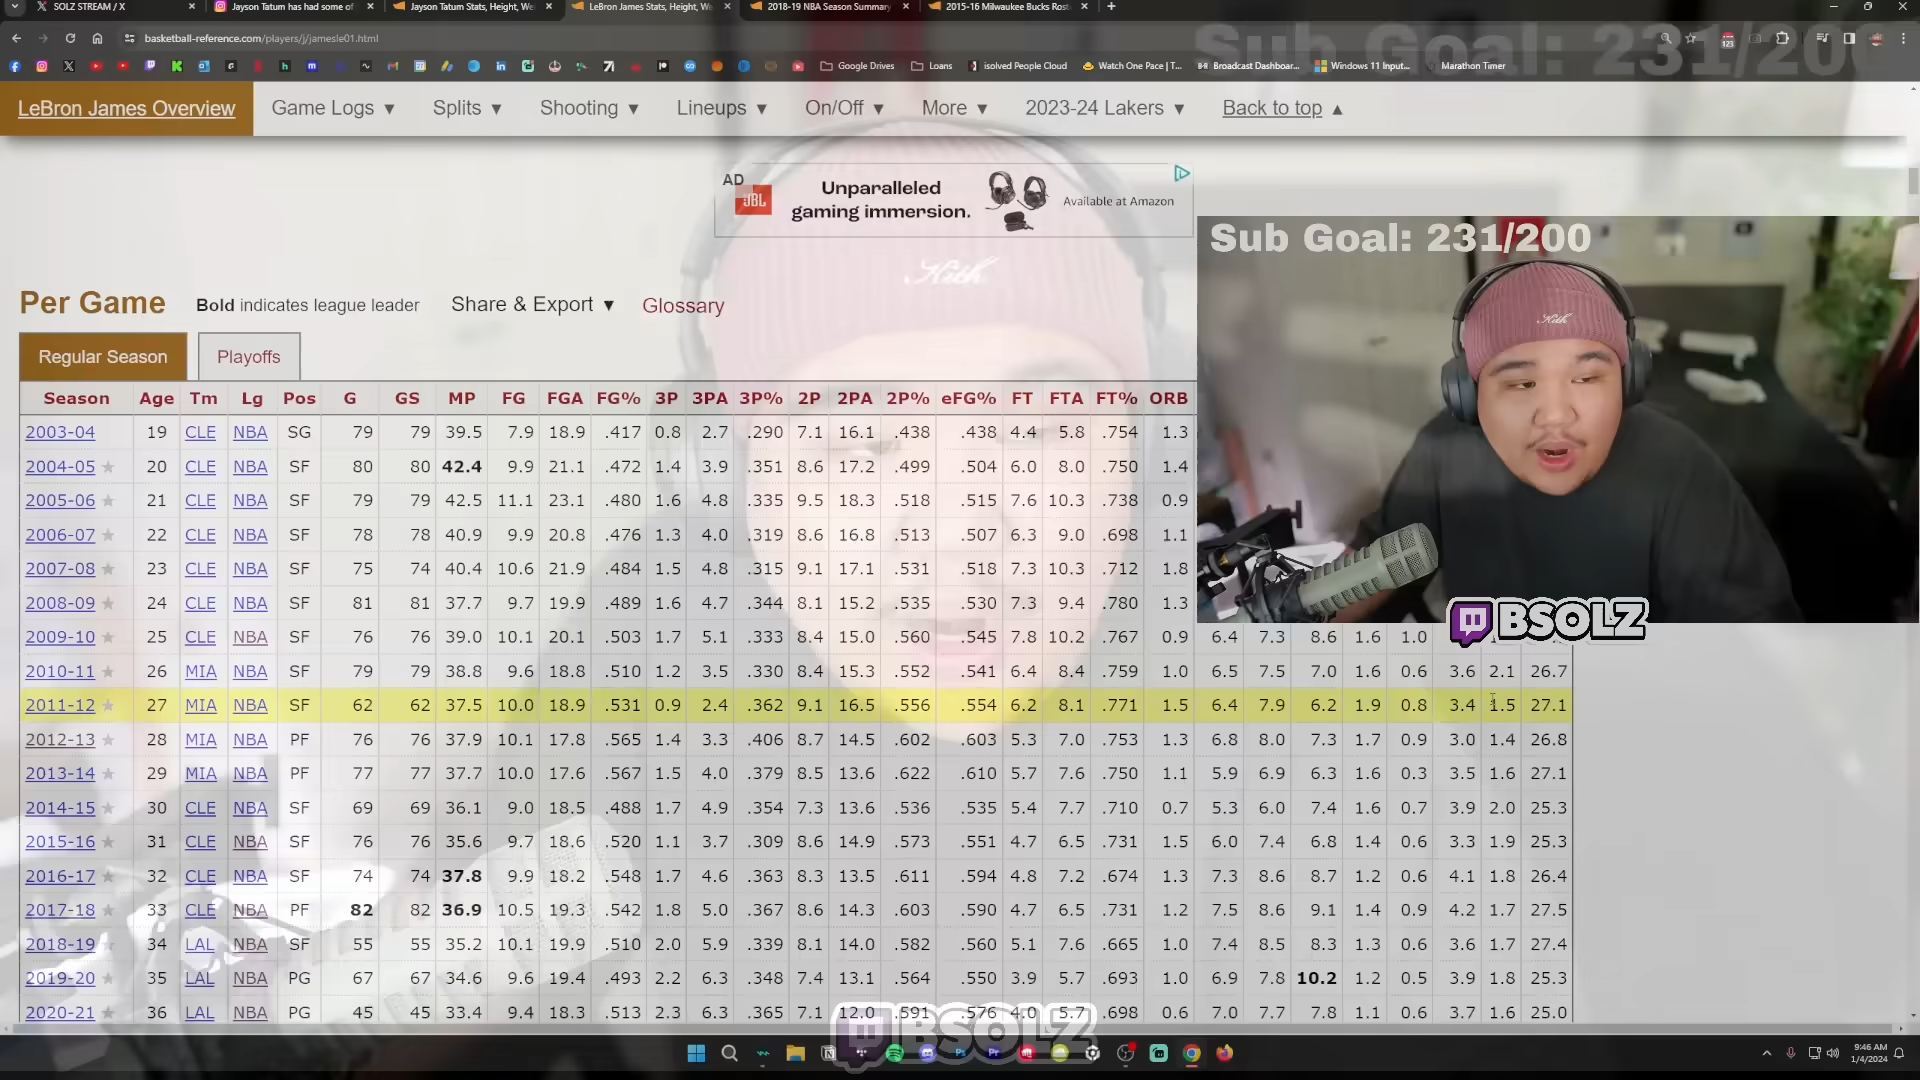 SOLZ STREAM / X
Jayson Tatum has had some of
Jayson Tatum Stats, Height, We
LeBron James Stats, Height, We
2018-19 NBA Season Summary
2015-16 Milwaukee Bucks Rost
basketball-reference.com/players/j/jamesle01.html
Sub Goal: 231/200
Google Drives
Loans
isolved People Cloud
Watch One Pace | T...
Broadcast Dashboar...
Windows 11 Input...
Marathon Timer
LeBron James Overview
Game Logs ▼
Splits ▼
Shooting ▼
Lineups ▼
On/Off ▼
More ▼
2023-24 Lakers ▼
Back to top ▲
AD
JBL
Unparalleled
gaming immersion.
Available at Amazon
Sub Goal: 231/200
Kith
Kith
Per Game
Bold indicates league leader
Share & Export ▼
Glossary
Regular Season
Playoffs
Season Age Tm Lg Pos G GS MP FG FGA FG% 3P 3PA 3P% 2P 2PA 2P% eFG% FT FTA FT% ORB
2003-04 19 CLE NBA SG 79 79 39.5 7.9 18.9 .417 0.8 2.7 .290 7.1 16.1 .438 .438 4.4 5.8 .754 1.3
2004-05 ★ 20 CLE NBA SF 80 80 42.4 9.9 21.1 .472 1.4 3.9 .351 8.6 17.2 .499 .504 6.0 8.0 .750 1.4
2005-06 ★ 21 CLE NBA SF 79 79 42.5 11.1 23.1 .480 1.6 4.8 .335 9.5 18.3 .518 .515 7.6 10.3 .738 0.9
2006-07 ★ 22 CLE NBA SF 78 78 40.9 9.9 20.8 .476 1.3 4.0 .319 8.6 16.8 .513 .507 6.3 9.0 .698 1.1
2007-08 ★ 23 CLE NBA SF 75 74 40.4 10.6 21.9 .484 1.5 4.8 .315 9.1 17.1 .531 .518 7.3 10.3 .712 1.8
2008-09 ★ 24 CLE NBA SF 81 81 37.7 9.7 19.9 .489 1.6 4.7 .344 8.1 15.2 .535 .530 7.3 9.4 .780 1.3
BSOLZ
2009-10 ★ 25 CLE NBA SF 76 76 39.0 10.1 20.1 .503 1.7 5.1 .333 8.4 15.0 .560 .545 7.8 10.2 .767 0.9 6.4 7.3 8.6 1.6 1.0
2010-11 ★ 26 MIA NBA SF 79 79 38.8 9.6 18.8 .510 1.2 3.5 .330 8.4 15.3 .552 .541 6.4 8.4 .759 1.0 6.5 7.5 7.0 1.6 0.6 3.6 2.1 26.7
2011-12 ★ 27 MIA NBA SF 62 62 37.5 10.0 18.9 .531 0.9 2.4 .362 9.1 16.5 .556 .554 6.2 8.1 .771 1.5 6.4 7.9 6.2 1.9 0.8 3.4 1.5 27.1
2012-13 ★ 28 MIA NBA PF 76 76 37.9 10.1 17.8 .565 1.4 3.3 .406 8.7 14.5 .602 .603 5.3 7.0 .753 1.3 6.8 8.0 7.3 1.7 0.9 3.0 1.4 26.8
2013-14 ★ 29 MIA NBA PF 77 77 37.7 10.0 17.6 .567 1.5 4.0 .379 8.5 13.6 .622 .610 5.7 7.6 .750 1.1 5.9 6.9 6.3 1.6 0.3 3.5 1.6 27.1
2014-15 ★ 30 CLE NBA SF 69 69 36.1 9.0 18.5 .488 1.7 4.9 .354 7.3 13.6 .536 .535 5.4 7.7 .710 0.7 5.3 6.0 7.4 1.6 0.7 3.9 2.0 25.3
2015-16 ★ 31 CLE NBA SF 76 76 35.6 9.7 18.6 .520 1.1 3.7 .309 8.6 14.9 .573 .551 4.7 6.5 .731 1.5 6.0 7.4 6.8 1.4 0.6 3.3 1.9 25.3
2016-17 ★ 32 CLE NBA SF 74 74 37.8 9.9 18.2 .548 1.7 4.6 .363 8.3 13.5 .611 .594 4.8 7.2 .674 1.3 7.3 8.6 8.7 1.2 0.6 4.1 1.8 26.4
2017-18 ★ 33 CLE NBA PF 82 82 36.9 10.5 19.3 .542 1.8 5.0 .367 8.6 14.3 .603 .590 4.7 6.5 .731 1.2 7.5 8.6 9.1 1.4 0.9 4.2 1.7 27.5
2018-19 ★ 34 LAL NBA SF 55 55 35.2 10.1 19.9 .510 2.0 5.9 .339 8.1 14.0 .582 .560 5.1 7.6 .665 1.0 7.4 8.5 8.3 1.3 0.6 3.6 1.7 27.4
2019-20 ★ 35 LAL NBA PG 67 67 34.6 9.6 19.4 .493 2.2 6.3 .348 7.4 13.1 .564 .550 3.9 5.7 .693 1.0 6.9 7.8 10.2 1.2 0.5 3.9 1.8 25.3
2020-21 ★ 36 LAL NBA PG 45 45 33.4 9.4 18.3 .513 2.3 6.3 .365 7.1 12.0 .591 .576 4.0 5.7 .698 0.6 7.0 7.7 7.8 1.1 0.6 3.7 1.6 25.0
BSOLZ
9:46 AM
1/4/2024